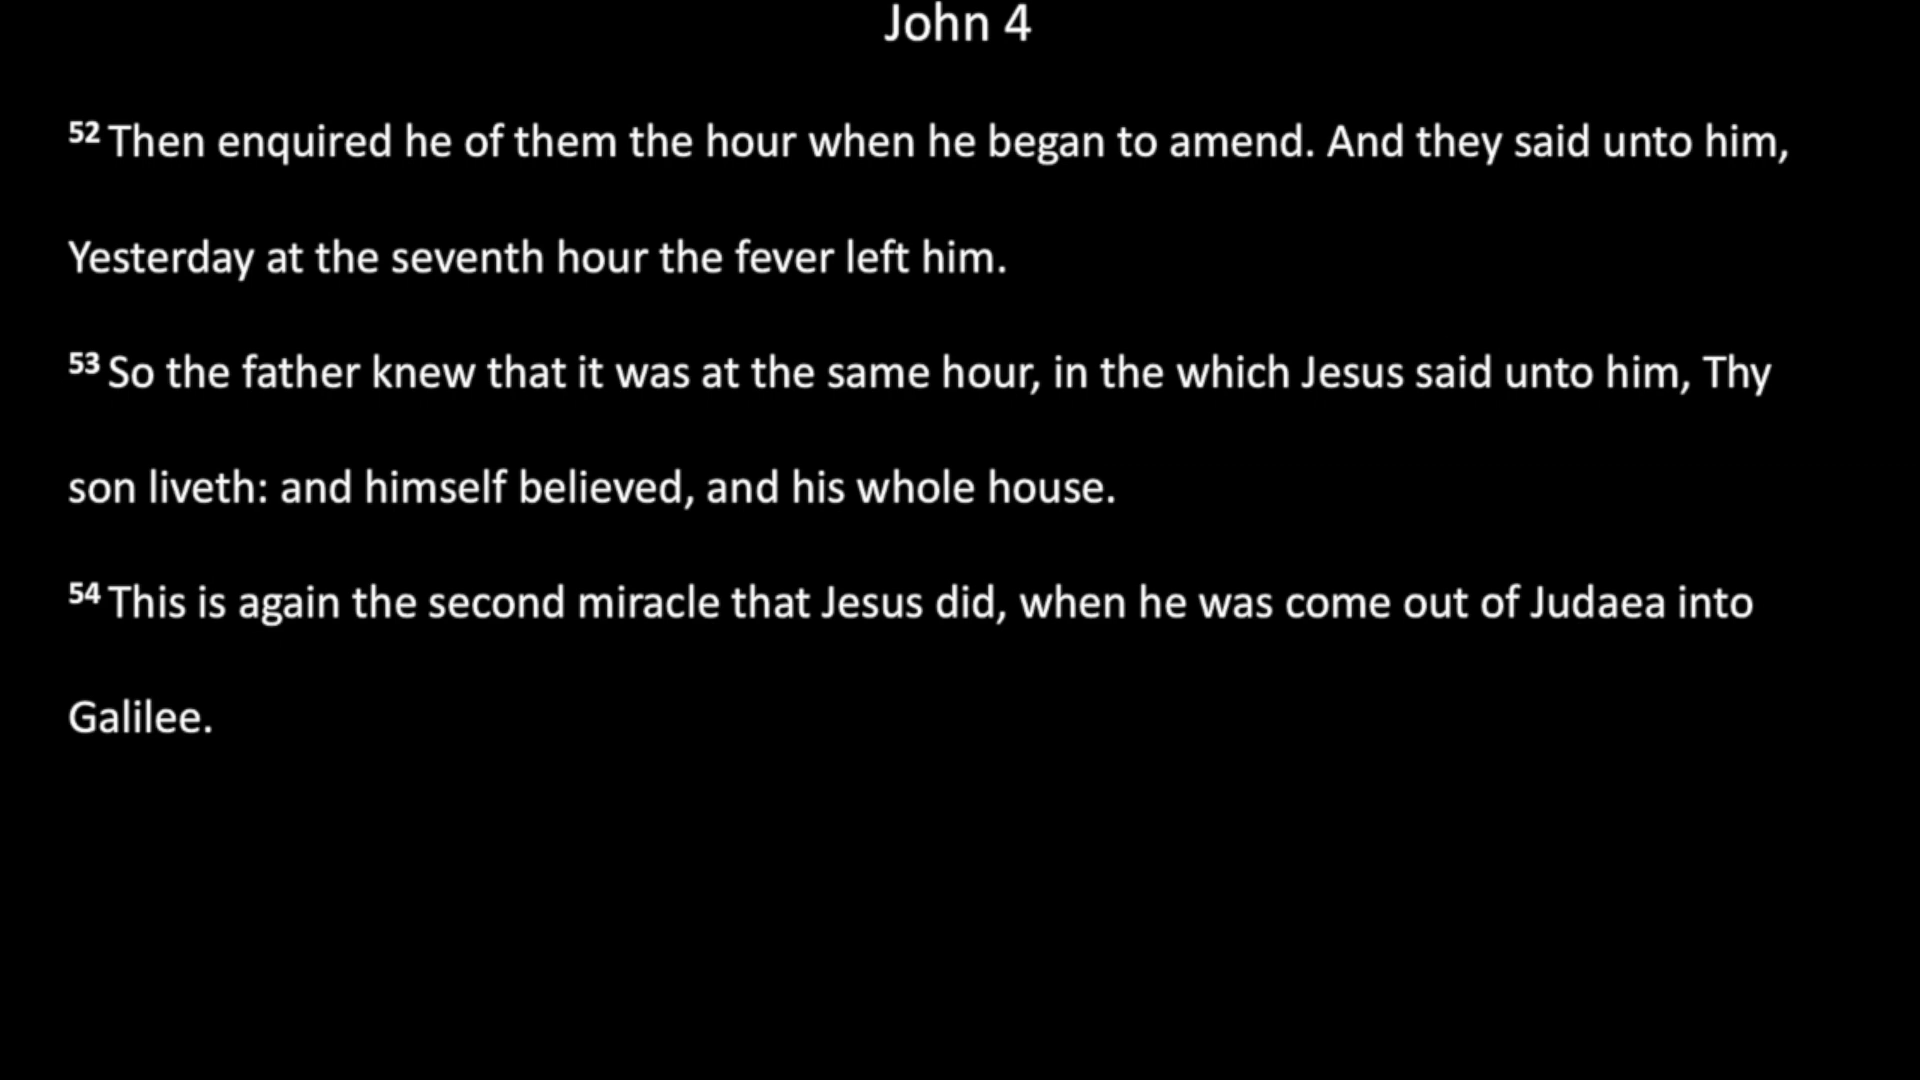 John 4
52 Then enquired he of them the hour when he began to amend. And they said unto him,
Yesterday at the seventh hour the fever left him.
53 So the father knew that it was at the same hour, in the which Jesus said unto him, Thy
son liveth: and himself believed, and his whole house.
54 This is again the second miracle that Jesus did, when he was come out of Judaea into
Galilee.